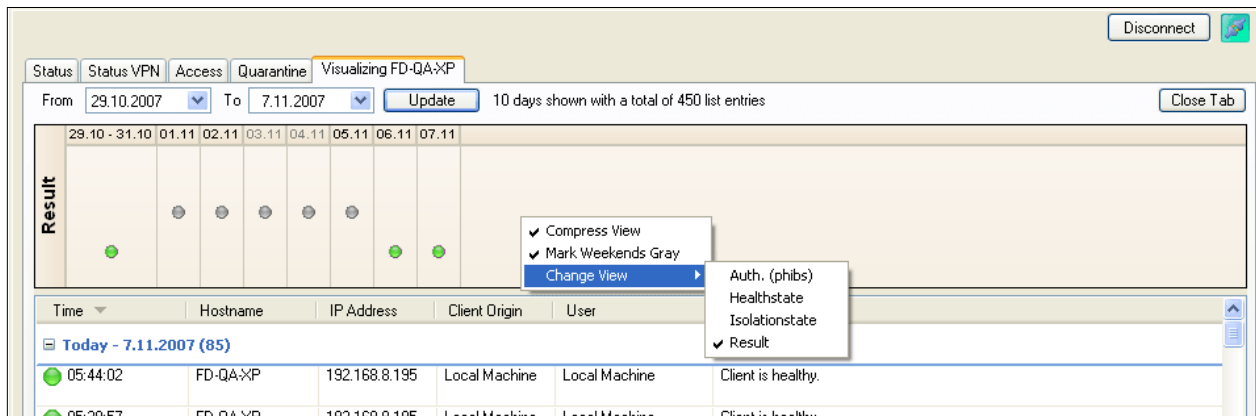 Disconnect
Status Status VPN Access Quarantine Visualizing FD-QA-XP
From 29.10.2007 To 7.11.2007 Update 10 days shown with a total of 450 list entries Close Tab
29.10 - 31.10 01.11 02.11 03.11 04.11 05.11 06.11 07.11
Result
Compress View
Mark Weekends Gray
Change View
Auth. (phibs)
Healthstate
Isolationstate
Result
Time Hostname IP Address Client Origin User
Today - 7.11.2007 (85)
05:44:02 FD-QA-XP 192.168.8.195 Local Machine Local Machine Client is healthy.